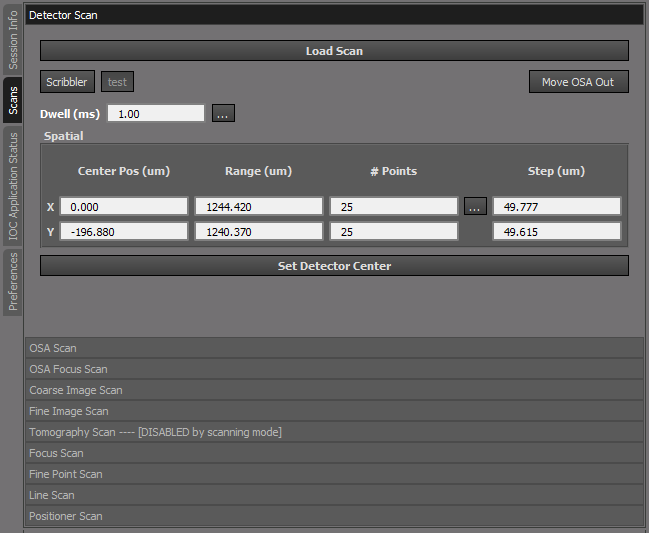 Session Info
Scans
IOC Application Status
Preferences
Detector Scan
Load Scan
Scribbler test Move OSA Out
Dwell (ms) 1.00 ...
Spatial
Center Pos (um) Range (um) # Points Step (um)
X 0.000 1244.420 25 ... 49.777
Y -196.880 1240.370 25 49.615
Set Detector Center
OSA Scan
OSA Focus Scan
Coarse Image Scan
Fine Image Scan
Tomography Scan ---- [DISABLED by scanning mode]
Focus Scan
Fine Point Scan
Line Scan
Positioner Scan